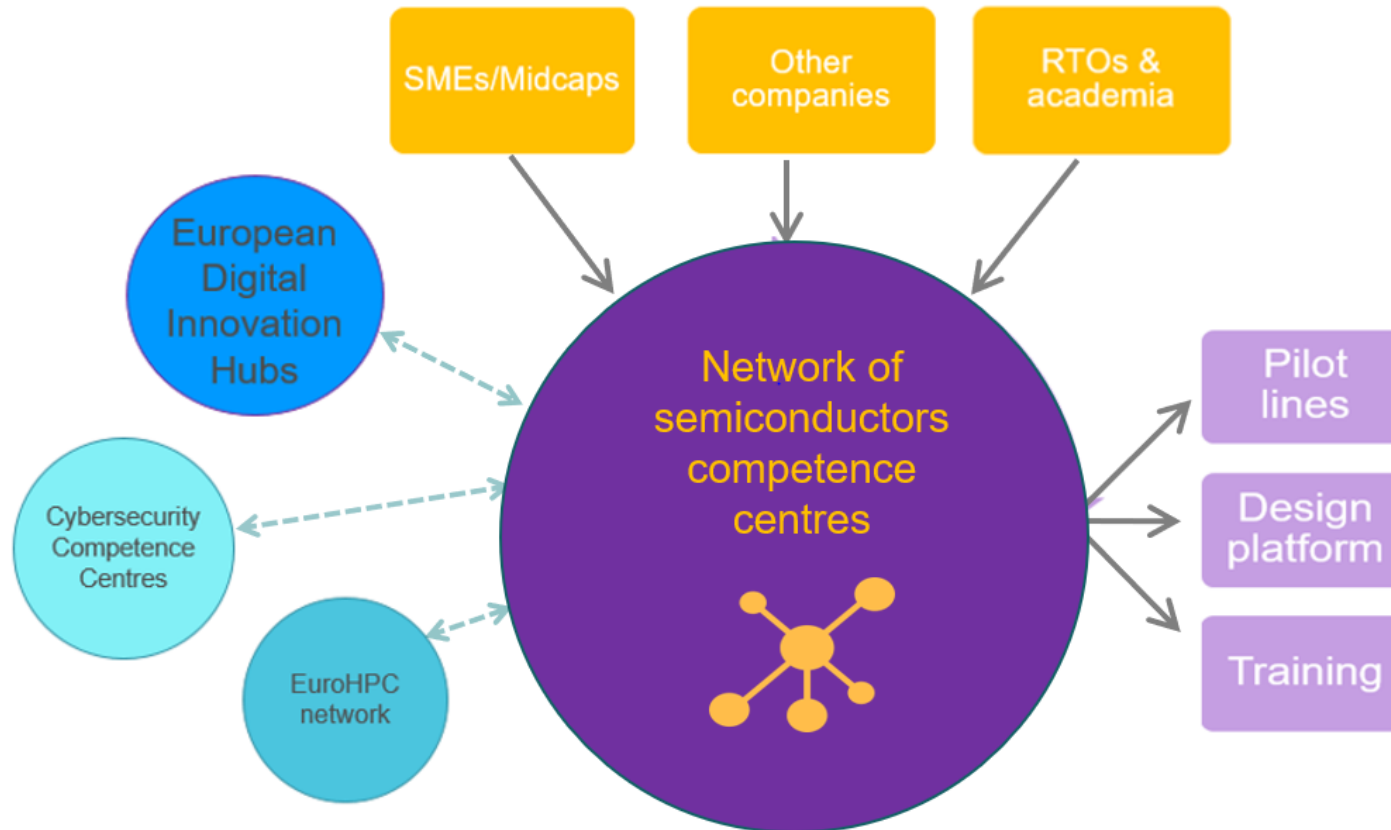 SMEs/Midcaps
Other
companies
RTOs &
academia
European
Digital
Innovation
Hubs
Cybersecurity
Competence
Centres
EuroHPC
network
Network of
semiconductors
competence
centres
Pilot
lines
Design
platform
Training